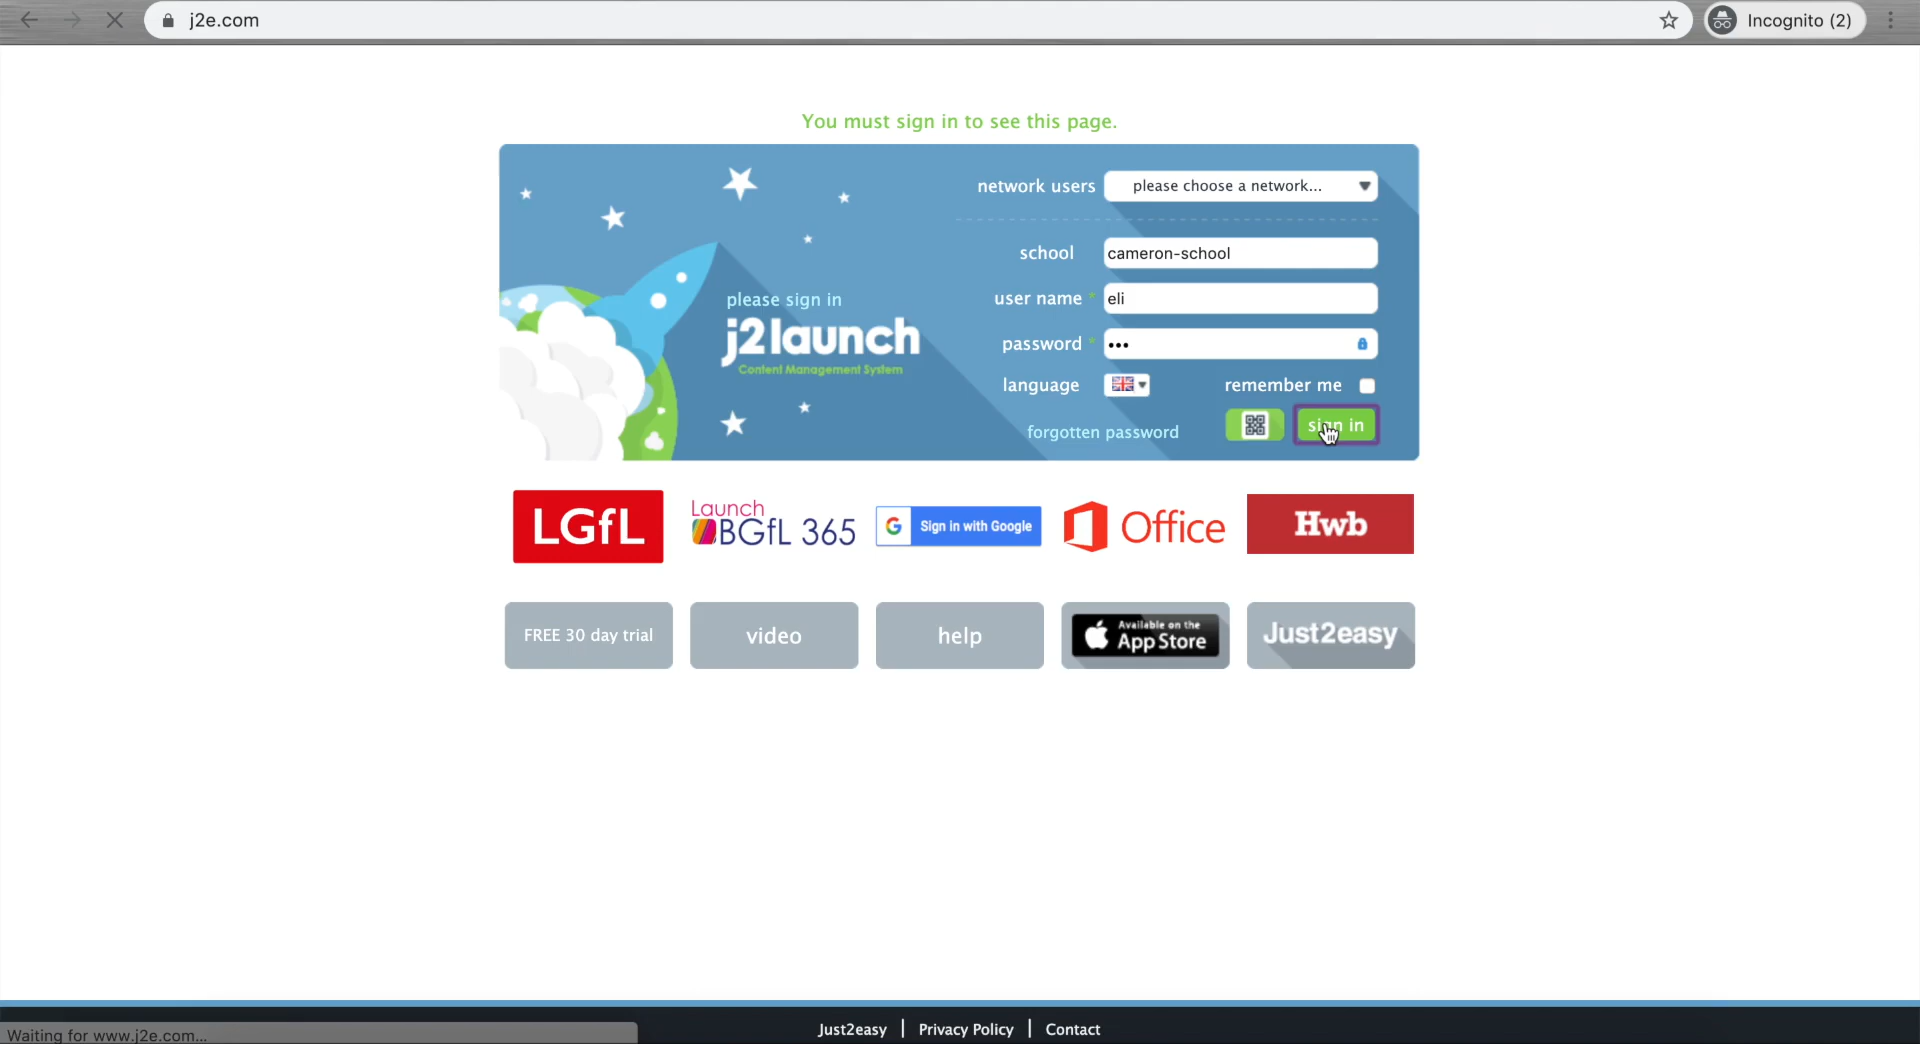 j2e.com
Incognito (2)
You must sign in to see this page.
network users
please choose a network...
school
cameron-school
user name *
eli
please sign in
j2launch
Content Management System
password *
•••
language
remember me
forgotten password
sign in
LGfL
Launch
BGfL 365
G Sign in with Google
Office
Hwb
FREE 30 day trial
video
help
Available on the
App Store
Just2easy
Waiting for www.j2e.com...
Just2easy | Privacy Policy | Contact